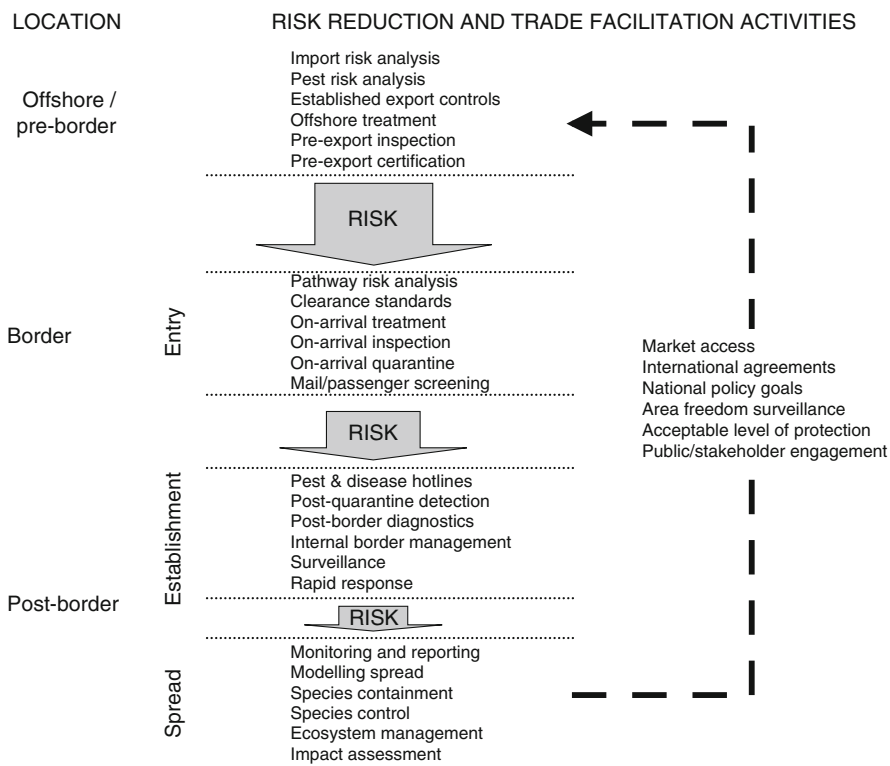 LOCATION
RISK REDUCTION AND TRADE FACILITATION ACTIVITIES
Offshore /
pre-border
Import risk analysis
Pest risk analysis
Established export controls
Offshore treatment
Pre-export inspection
Pre-export certification
RISK
Border
Entry
Pathway risk analysis
Clearance standards
On-arrival treatment
On-arrival inspection
On-arrival quarantine
Mail/passenger screening
RISK
Market access
International agreements
National policy goals
Area freedom surveillance
Acceptable level of protection
Public/stakeholder engagement
Post-border
Establishment
Pest & disease hotlines
Post-quarantine detection
Post-border diagnostics
Internal border management
Surveillance
Rapid response
RISK
Spread
Monitoring and reporting
Modelling spread
Species containment
Species control
Ecosystem management
Impact assessment